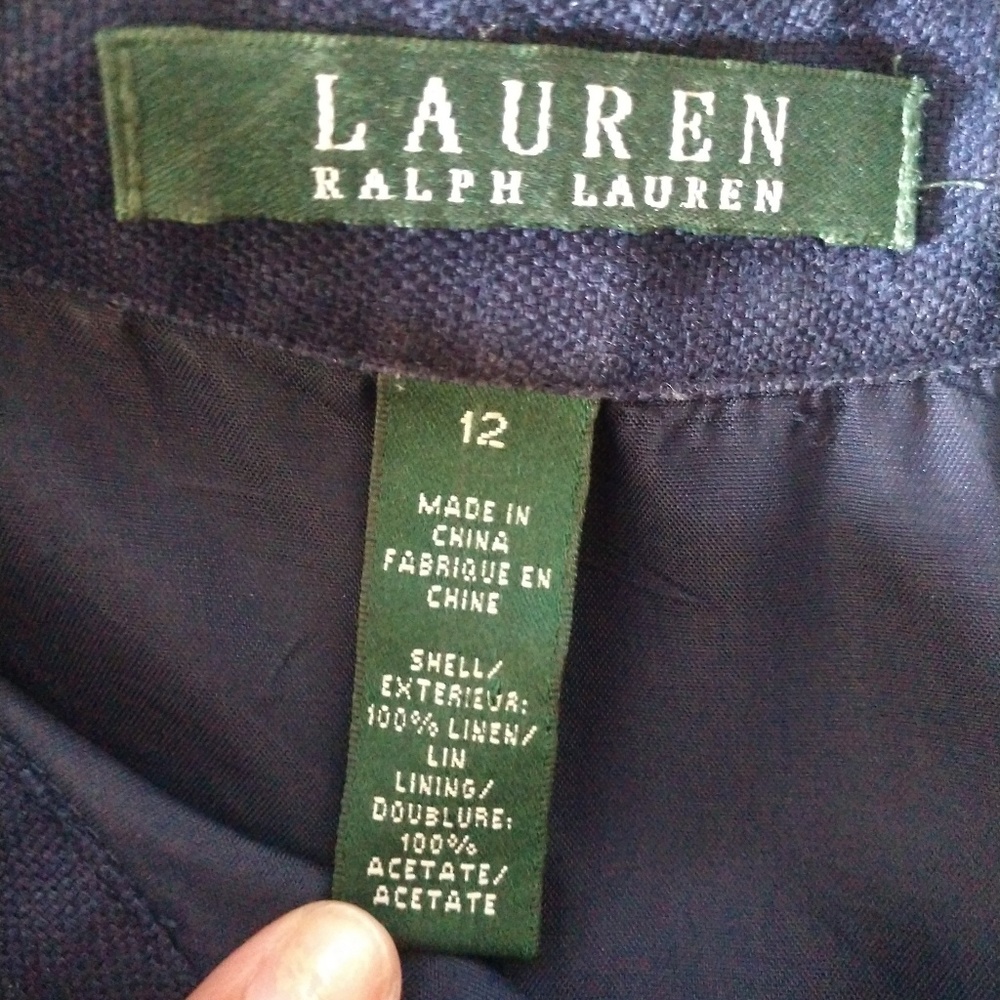 LAUREN
RALPH LAUREN
12
MADE IN
CHINA
FABRIQUE EN
CHINE
SHELL/
EXTERIEUR:
100% LINEN/
LIN
LINING/
DOUBLURE:
100%
ACETATE/
ACETATE